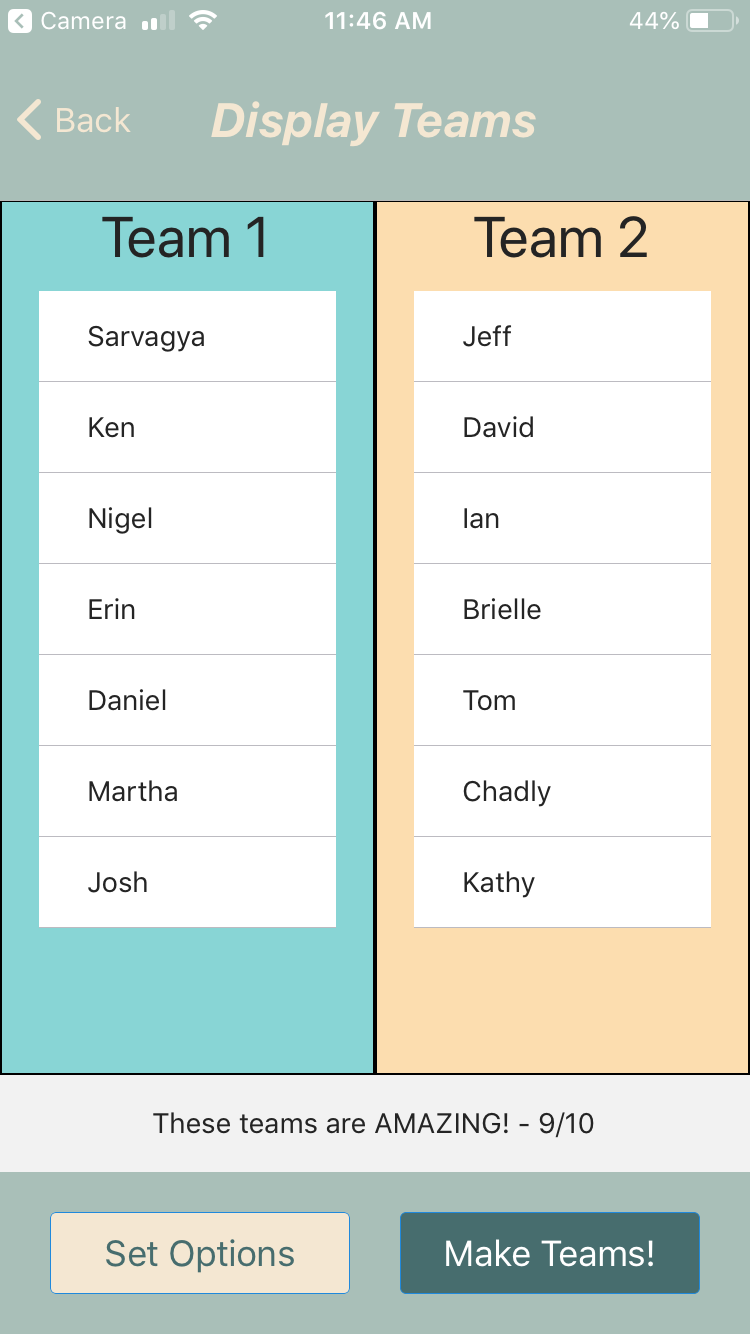 Camera 11:46 AM 44%
Back Display Teams
Team 1
Sarvagya
Ken
Nigel
Erin
Daniel
Martha
Josh
Team 2
Jeff
David
Ian
Brielle
Tom
Chadly
Kathy
These teams are AMAZING! - 9/10
Set Options
Make Teams!